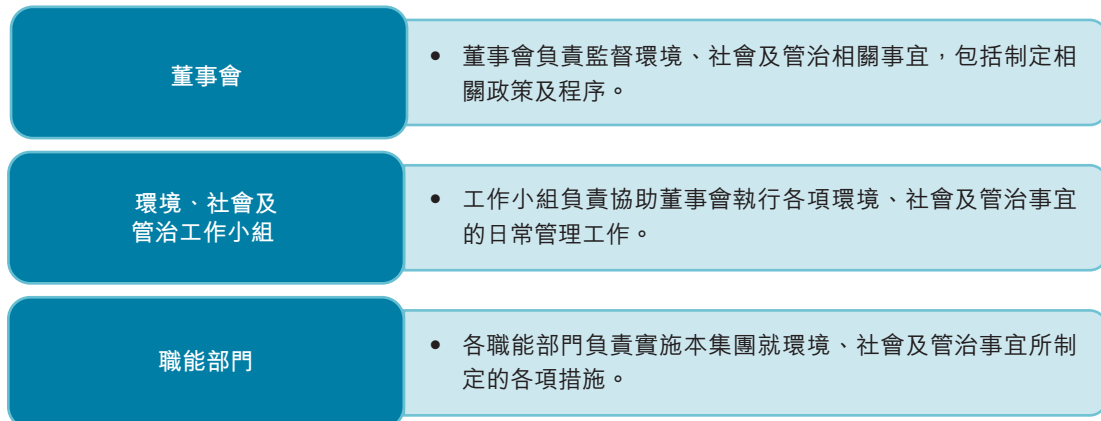 董事會
• 董事會負責監督環境、社會及管治相關事宜，包括制定相
關政策及程序。
環境、社會及
管治工作小組
• 工作小組負責協助董事會執行各項環境、社會及管治事宜
的日常管理工作。
職能部門
• 各職能部門負責實施本集團就環境、社會及管治事宜所制
定的各項措施。